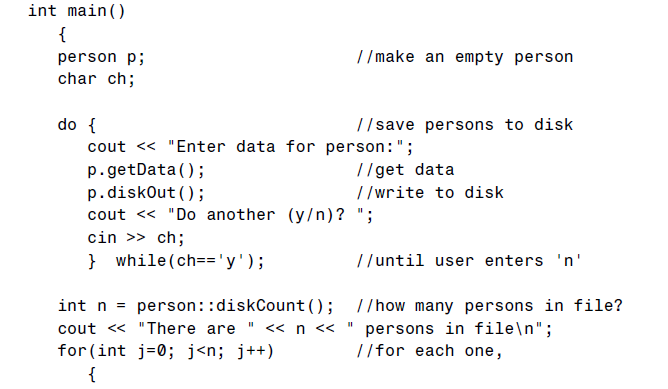 int main()
{
person p; //make an empty person
char ch;
do { //save persons to disk
cout << "Enter data for person:";
p.getData(); //get data
p.diskOut(); //write to disk
cout << "Do another (y/n)? ";
cin >> ch;
} while(ch=='y'); //until user enters 'n'
int n = person::diskCount(); //how many persons in file?
cout << "There are " << n << " persons in file\n";
for(int j=0; j<n; j++) //for each one,
{